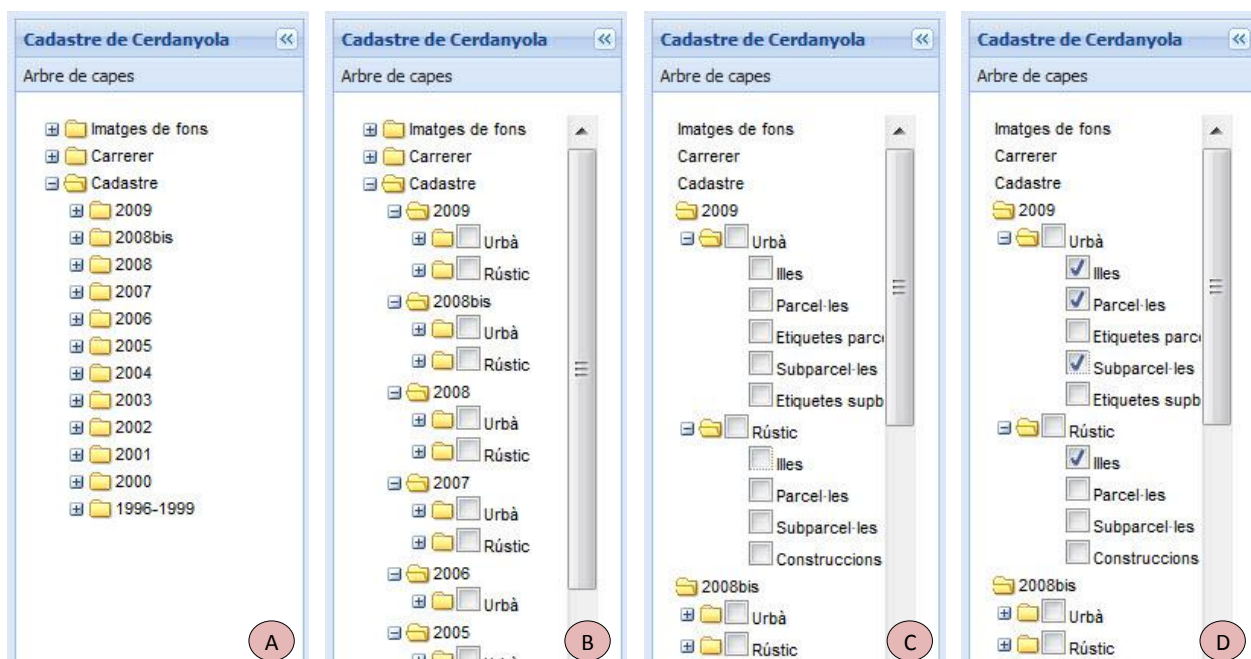 Cadastre de Cerdanyola
Arbre de capes
Imatges de fons
Carrerer
Cadastre
2009
2008bis
2008
2007
2006
2005
2004
2003
2002
2001
2000
1996-1999
A
Cadastre de Cerdanyola
Arbre de capes
Imatges de fons
Carrerer
Cadastre
2009
Urbà
Rústic
2008bis
Urbà
Rústic
2008
Urbà
Rústic
2007
Urbà
Rústic
2006
Urbà
2005
B
Cadastre de Cerdanyola
Arbre de capes
Imatges de fons
Carrerer
Cadastre
2009
Urbà
Illes
Parcel·les
Etiquetes parc
Subparcel·les
Etiquetes supb
Rústic
Illes
Parcel·les
Subparcel·les
Construccions
2008bis
Urbà
Rústic
C
Cadastre de Cerdanyola
Arbre de capes
Imatges de fons
Carrerer
Cadastre
2009
Urbà
Illes
Parcel·les
Etiquetes parc
Subparcel·les
Etiquetes supb
Rústic
Illes
Parcel·les
Subparcel·les
Construccions
2008bis
Urbà
Rústic
D